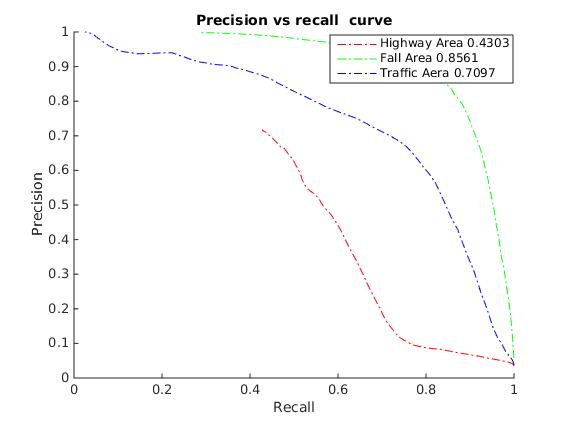 Precision vs recall  curve
Highway Area 0.4303
Fall Area 0.8561
Traffic Aera 0.7097
Precision
1
0.9
0.8
0.7
0.6
0.5
0.4
0.3
0.2
0.1
0
0 0.2 0.4 0.6 0.8 1
Recall